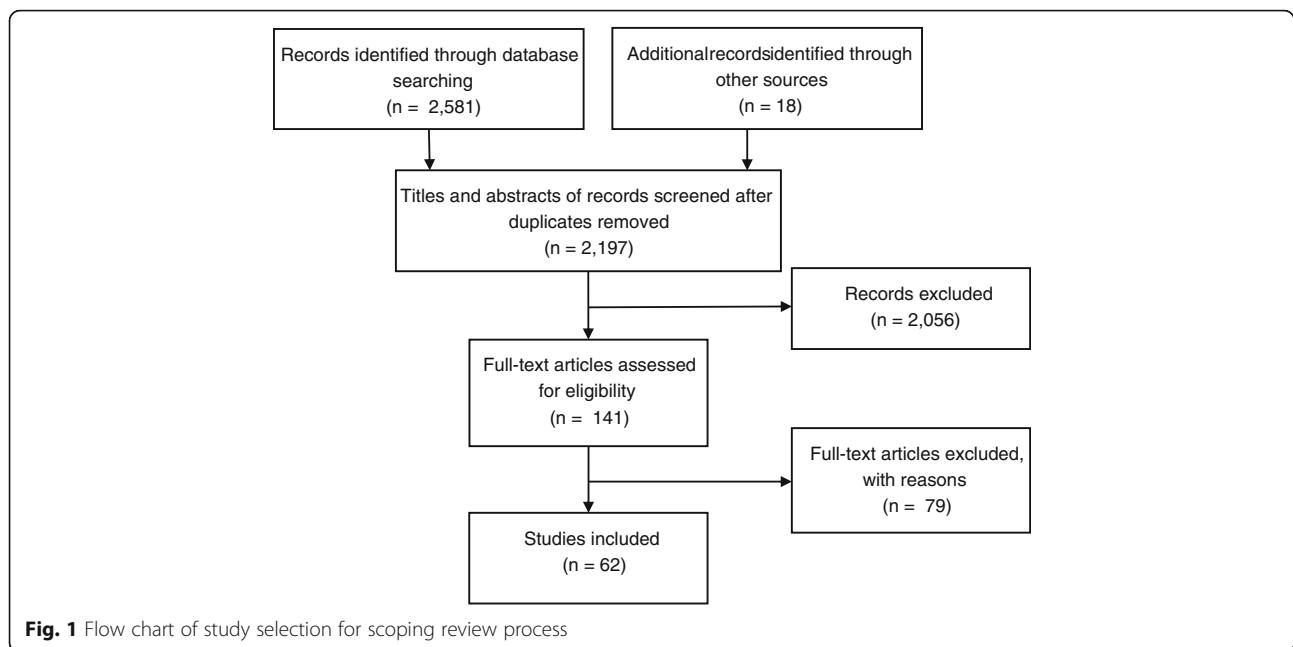 Records identified through database
searching
(n = 2,581)
Additionalrecordsidentified through
other sources
(n = 18)
Titles and abstracts of records screened after
duplicates removed
(n = 2,197)
Records excluded
(n = 2,056)
Full-text articles assessed
for eligibility
(n = 141)
Full-text articles excluded,
with reasons
(n = 79)
Studies included
(n = 62)
Fig. 1 Flow chart of study selection for scoping review process